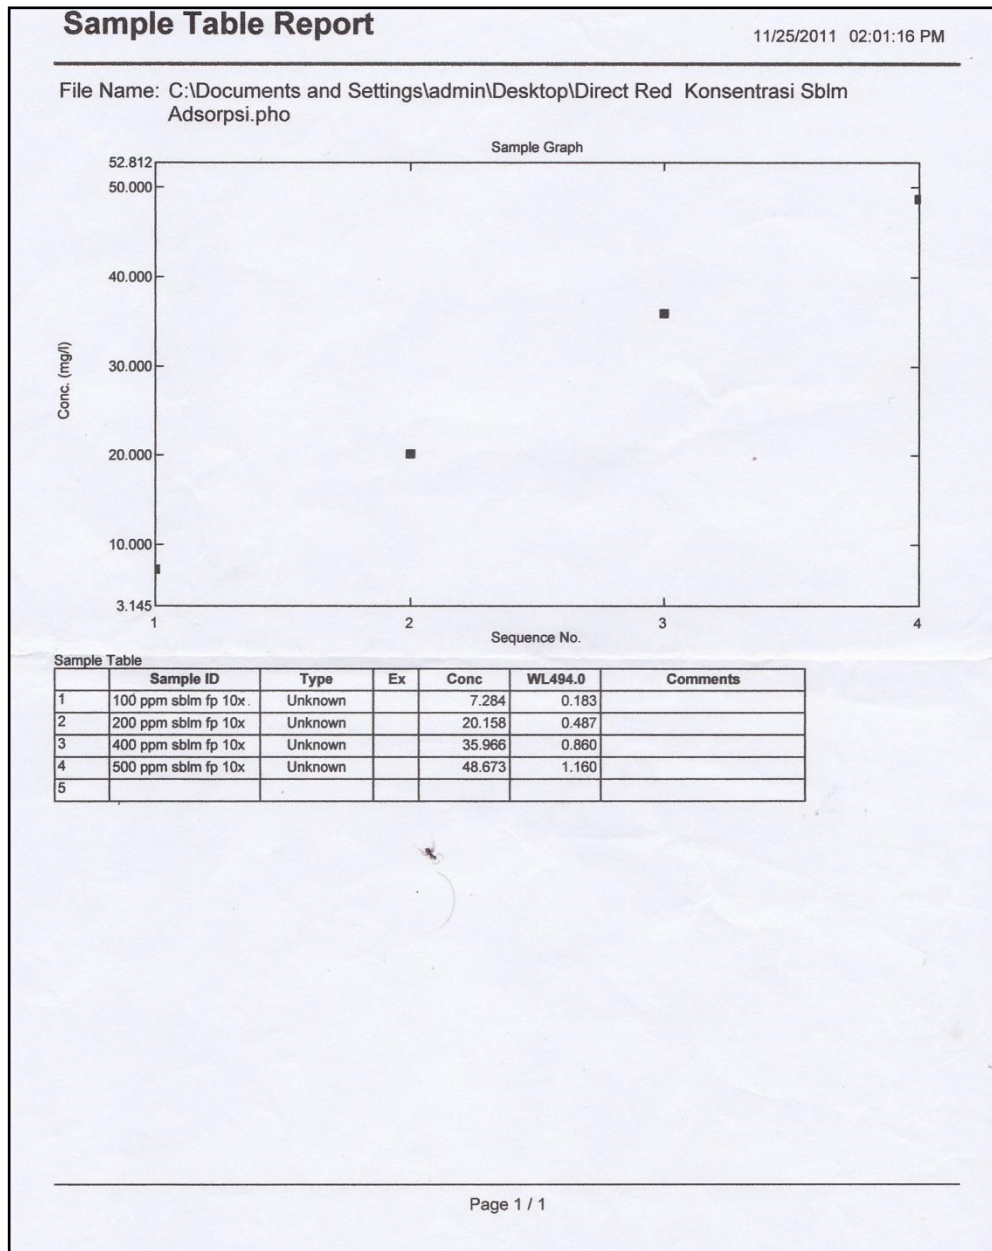 Sample Table Report
11/25/2011 02:01:16 PM
File Name: C:\Documents and Settings\admin\Desktop\Direct Red Konsentrasi Sblm
Adsorpsi.pho
Sample Graph
52.812
50.000
40.000
30.000
20.000
10.000
3.145
Conc. (mg/l)
1 2 3 4
Sequence No.
Sample Table
Sample ID Type Ex Conc WL494.0 Comments
1 100 ppm sblm fp 10x Unknown 7.284 0.183
2 200 ppm sblm fp 10x Unknown 20.158 0.487
3 400 ppm sblm fp 10x Unknown 35.966 0.860
4 500 ppm sblm fp 10x Unknown 48.673 1.160
5
Page 1 / 1